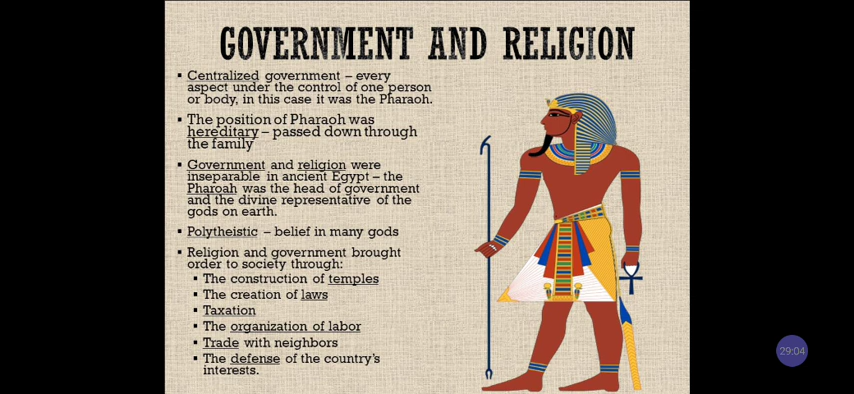 GOVERNMENT AND RELIGION
▪ Centralized government – every
aspect under the control of one person
or body, in this case it was the Pharaoh.
▪ The position of Pharaoh was
hereditary – passed down through
the family
▪ Government and religion were
inseparable in ancient Egypt – the
Pharoah was the head of government
and the divine representative of the
gods on earth.
▪ Polytheistic – belief in many gods
▪ Religion and government brought
order to society through:
▪ The construction of temples
▪ The creation of laws
▪ Taxation
▪ The organization of labor
▪ Trade with neighbors
▪ The defense of the country's
interests.
29:04